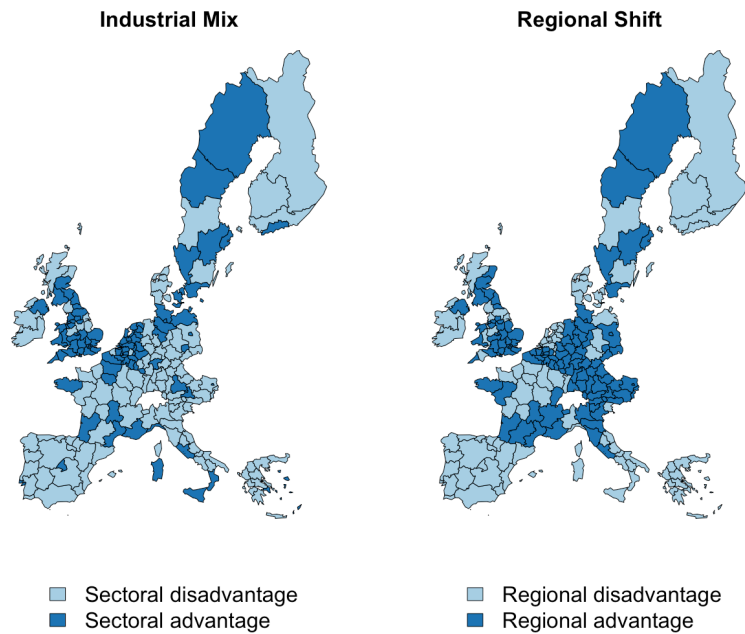 Industrial Mix
Regional Shift
Sectoral disadvantage
Sectoral advantage
Regional disadvantage
Regional advantage